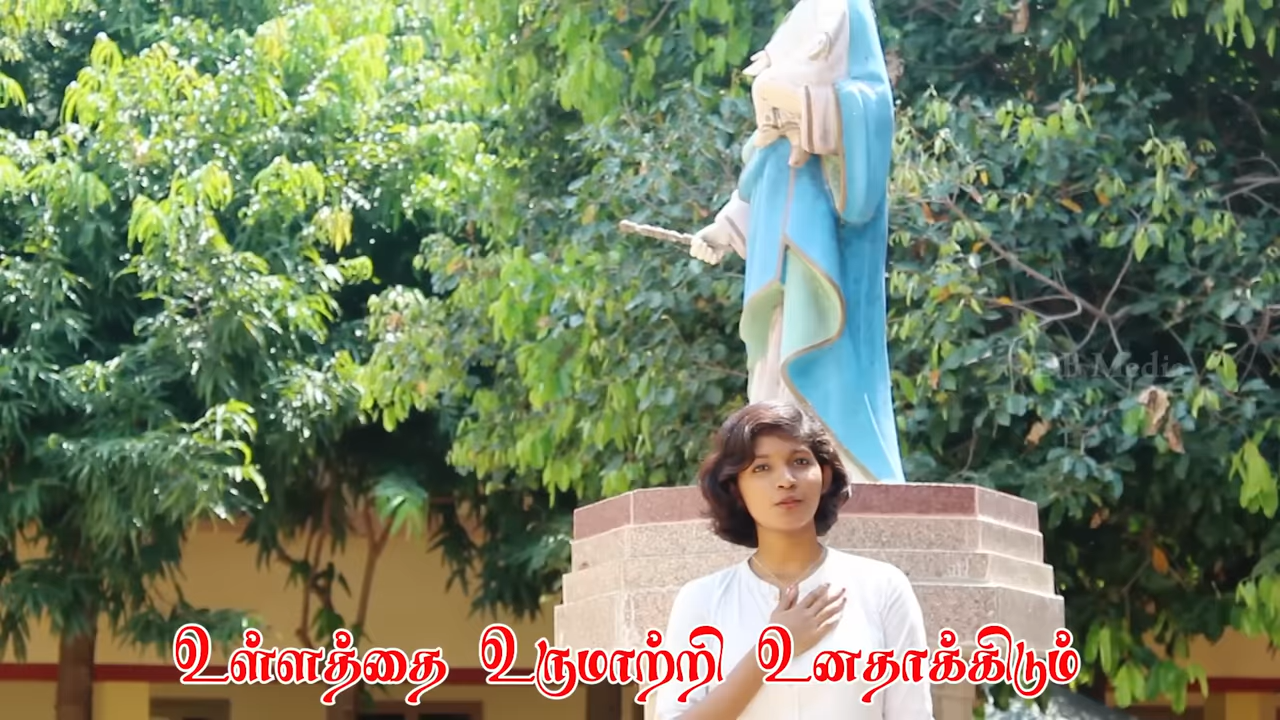 உள்ளத்தை உருமாற்றி உனதாக்கிடும்